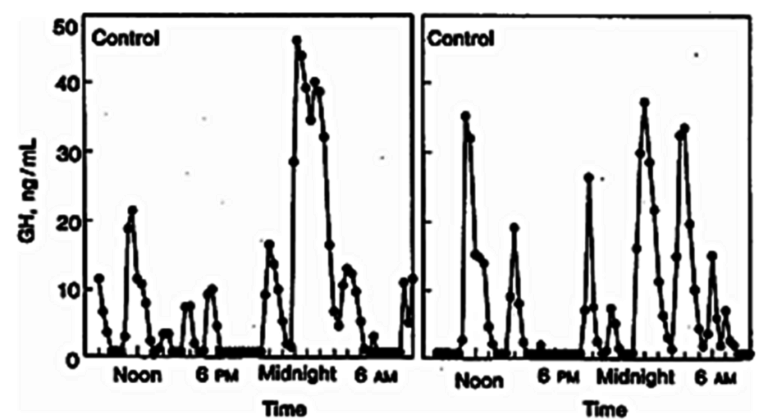 50
40
30
20
10
0
GH, ng/mL
Control
Noon 6 PM Midnight 6 AM
Time
Control
Noon 6 PM Midnight 6 AM
Time